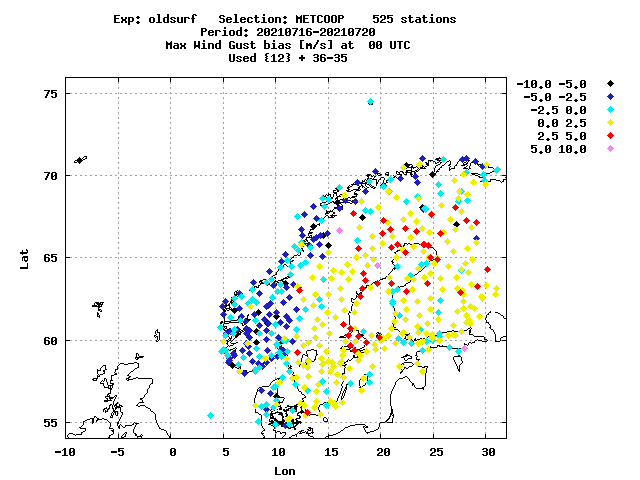 Exp: oldsurf   Selection: METCOOP    525 stations
Period: 20210716-20210720
Max Wind Gust bias [m/s] at  00 UTC
Used {12} + 36-35
-10.0 -5.0
-5.0 -2.5
-2.5 0.0
0.0 2.5
2.5 5.0
5.0 10.0
75
70
65
60
55
Lat
-10 -5 0 5 10 15 20 25 30
Lon